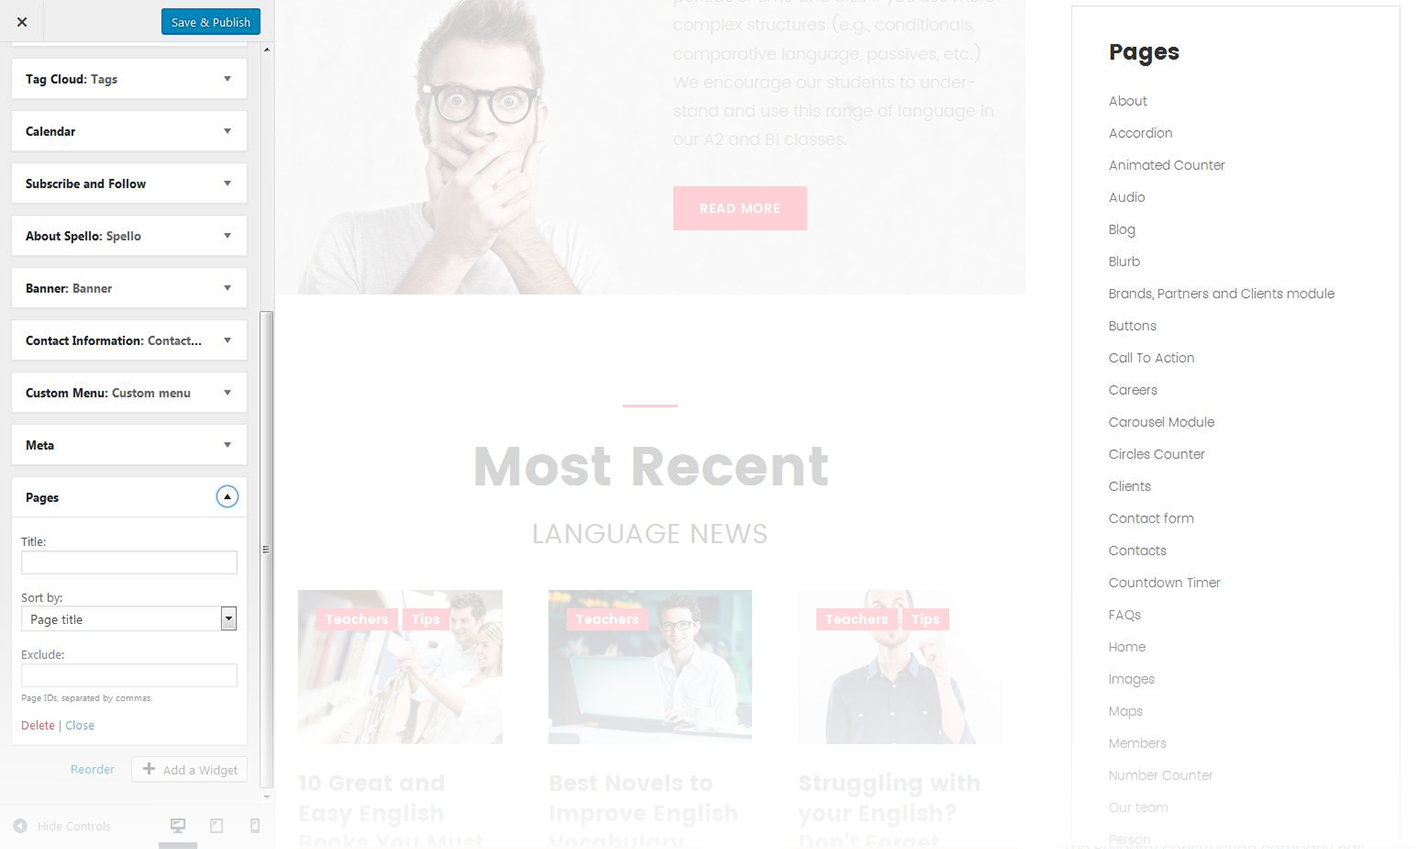 Save & Publish
Tag Cloud: Tags
Calendar
Subscribe and Follow
About Spello: Spello
Banner: Banner
Contact Information: Contact...
Custom Menu: Custom menu
Meta
Pages
Title:
Sort by:
Page title
Exclude:
Page IDs, separated by commas.
Delete | Close
Reorder
Add a Widget
Hide Controls
complex structures (e.g., conditionals,
comparative language, passives, etc.)
We encourage our students to under-
stand and use this range of language in
our A2 and B1 classes.
READ MORE
Most Recent
LANGUAGE NEWS
Teachers Tips
10 Great and
Easy English
Books You Must
Teachers
Best Novels to
Improve English
Vocabulary
Teachers Tips
Struggling with
your English?
Don't Forget
Pages
About
Accordion
Animated Counter
Audio
Blog
Blurb
Brands, Partners and Clients module
Buttons
Call To Action
Careers
Carousel Module
Circles Counter
Clients
Contact form
Contacts
Countdown Timer
FAQs
Home
Images
Maps
Members
Number Counter
Our team
Person